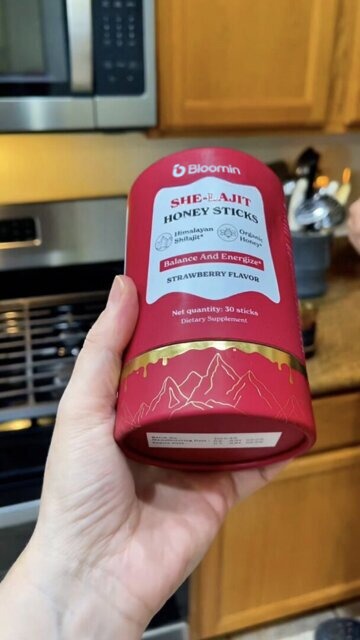 Bloomin
SHE-LAJIT
HONEY STICKS
Himalayan
Shilajit*
Organic
Honey*
Balance And Energize*
STRAWBERRY FLAVOR
Net quantity: 30 sticks
Dietary Supplement